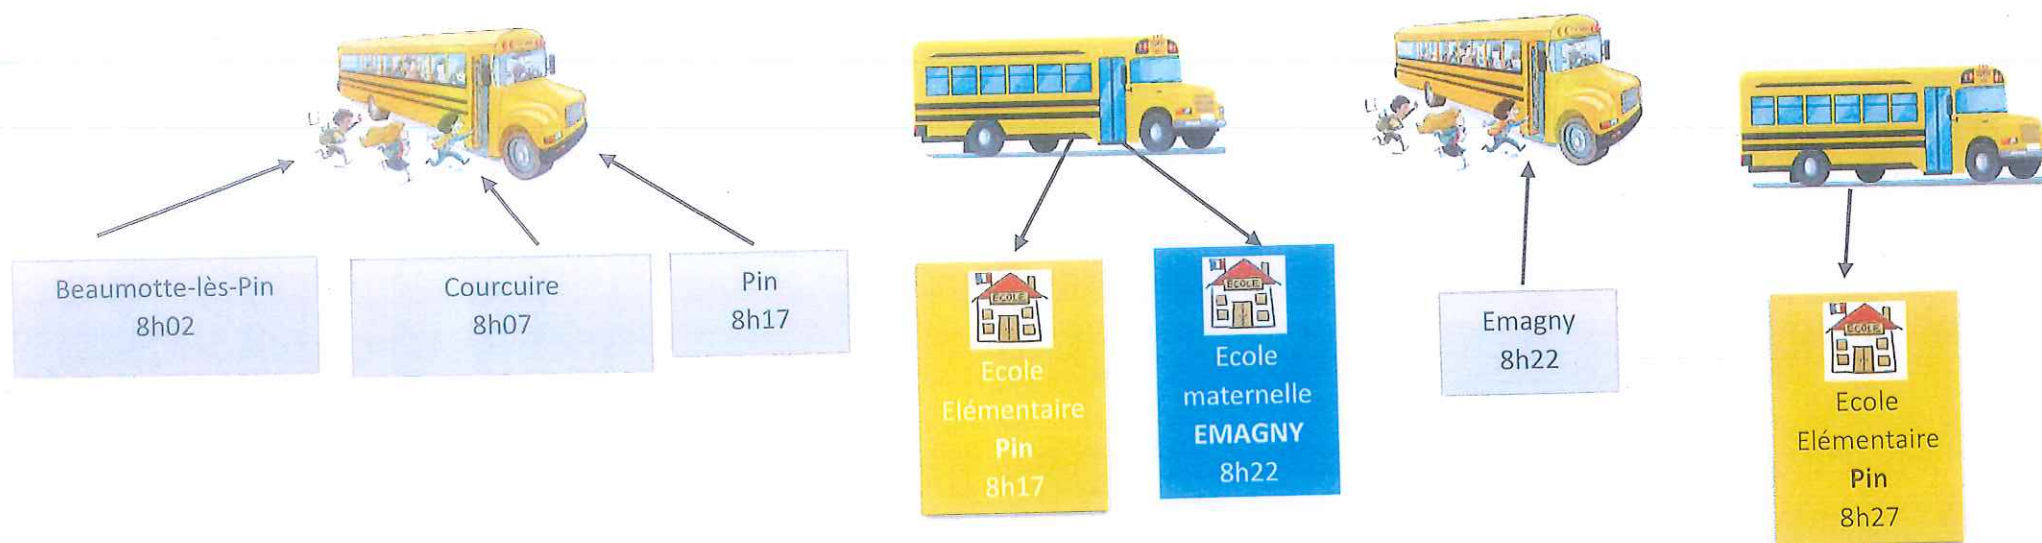 Beaumotte-lès-Pin
8h02
Courcuire
8h07
Pin
8h17
ECOLE
Ecole
Elémentaire
Pin
8h17
ECOLE
Ecole
maternelle
EMAGNY
8h22
Emagny
8h22
ECOLE
Ecole
Elémentaire
Pin
8h27